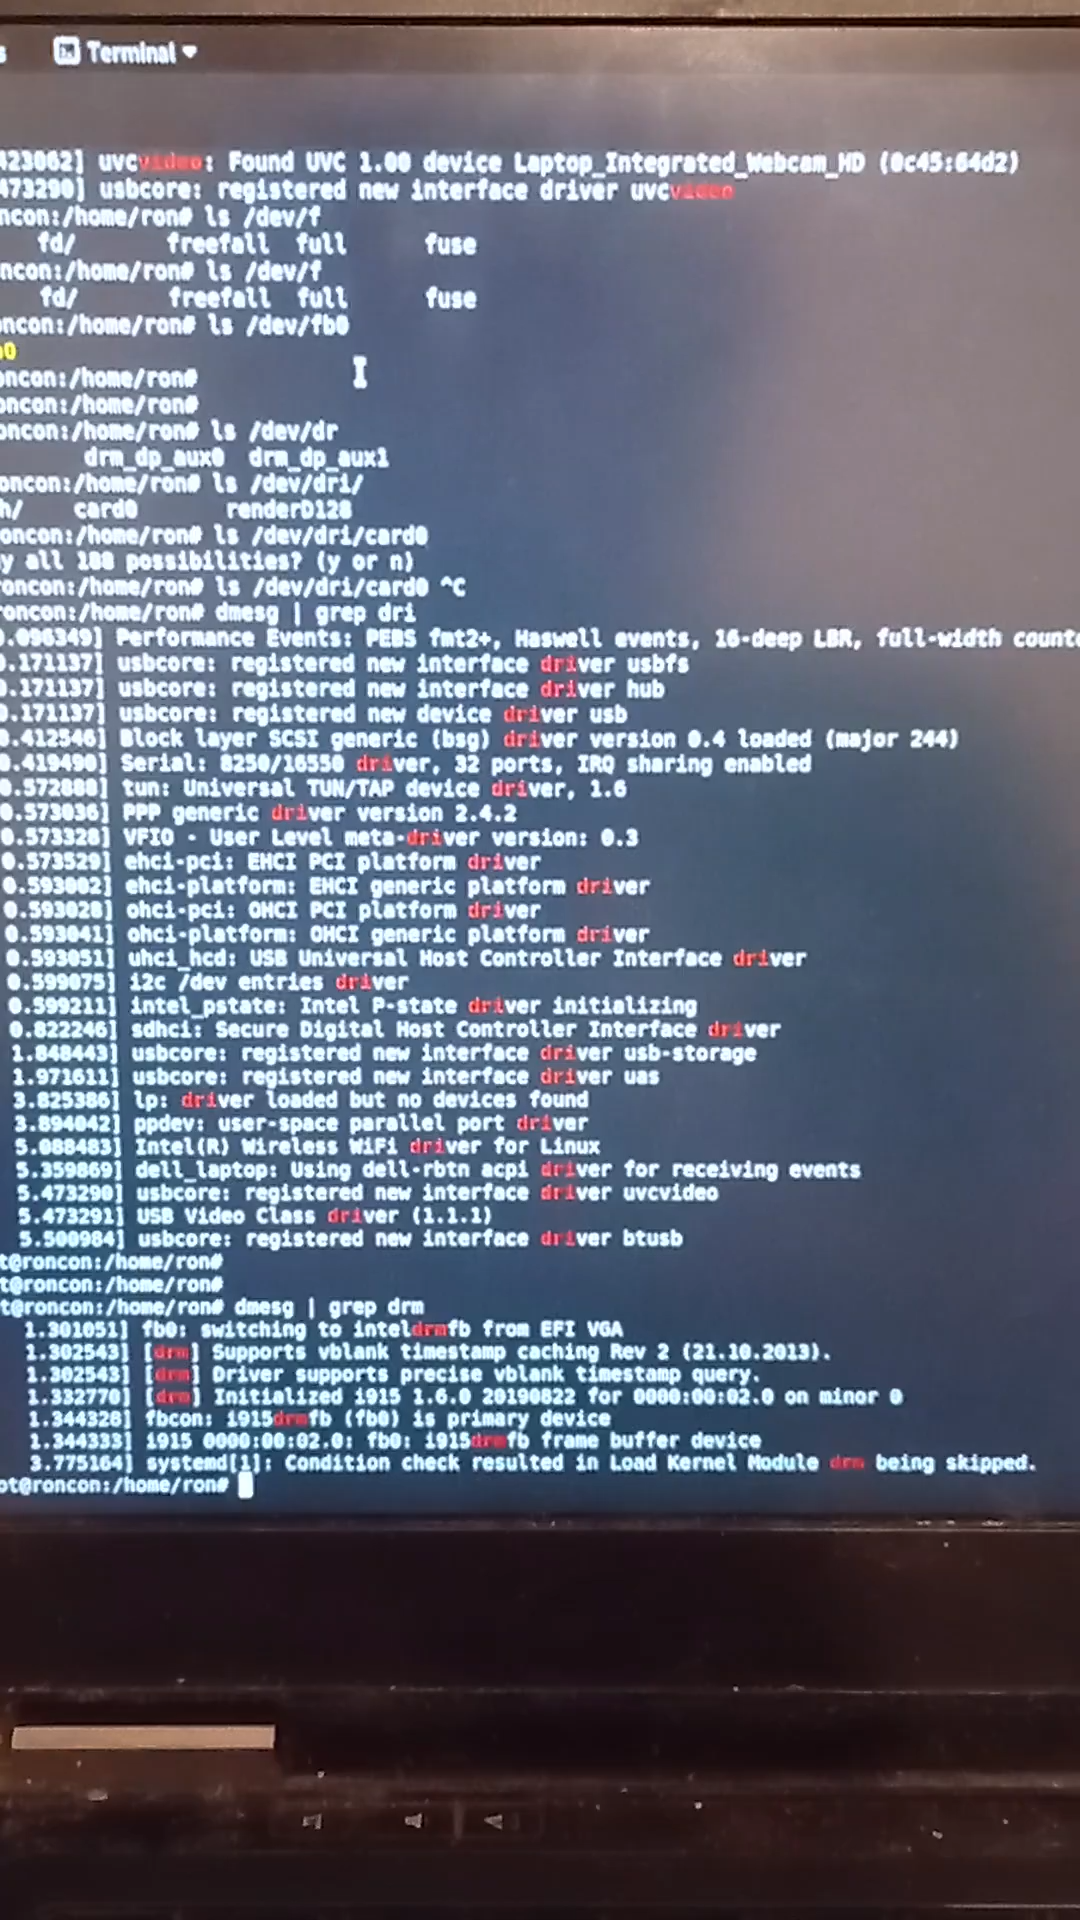 s Terminal
423062] uvcvideo: Found UVC 1.00 device Laptop_Integrated_Webcam_HD (0c45:64d2)
473290] usbcore: registered new interface driver uvcvideo
ncon:/home/ron# ls /dev/f
fd/ freefall full fuse
ncon:/home/ron# ls /dev/f
fd/ freefall full fuse
oncon:/home/ron# ls /dev/fb0
b0
oncon:/home/ron#
oncon:/home/ron#
oncon:/home/ron# ls /dev/dr
drm_dp_aux0 drm_dp_aux1
oncon:/home/ron# ls /dev/dri/
h/ card0 renderD128
roncon:/home/ron# ls /dev/dri/card0
y all 188 possibilities? (y or n)
roncon:/home/ron# ls /dev/dri/card0 ^C
roncon:/home/ron# dmesg | grep dri
0.096349] Performance Events: PEBS fmt2+, Haswell events, 16-deep LBR, full-width counte
0.171137] usbcore: registered new interface driver usbfs
0.171137] usbcore: registered new interface driver hub
0.171137] usbcore: registered new device driver usb
0.412546] Block layer SCSI generic (bsg) driver version 0.4 loaded (major 244)
0.419490] Serial: 8250/16550 driver, 32 ports, IRQ sharing enabled
0.572888] tun: Universal TUN/TAP device driver, 1.6
0.573036] PPP generic driver version 2.4.2
0.573328] VFIO - User Level meta-driver version: 0.3
0.573529] ehci-pci: EHCI PCI platform driver
0.593002] ehci-platform: EHCI generic platform driver
0.593028] ohci-pci: OHCI PCI platform driver
0.593041] ohci-platform: OHCI generic platform driver
0.593051] uhci_hcd: USB Universal Host Controller Interface driver
0.599075] i2c /dev entries driver
0.599211] intel_pstate: Intel P-state driver initializing
0.822246] sdhci: Secure Digital Host Controller Interface driver
1.848443] usbcore: registered new interface driver usb-storage
1.971611] usbcore: registered new interface driver uas
3.825386] lp: driver loaded but no devices found
3.894042] ppdev: user-space parallel port driver
5.088483] Intel(R) Wireless WiFi driver for Linux
5.359869] dell_laptop: Using dell-rbtn acpi driver for receiving events
5.473290] usbcore: registered new interface driver uvcvideo
5.473291] USB Video Class driver (1.1.1)
5.500984] usbcore: registered new interface driver btusb
t@roncon:/home/ron#
t@roncon:/home/ron#
t@roncon:/home/ron# dmesg | grep drm
1.301051] fb0: switching to inteldrmfb from EFI VGA
1.302543] [drm] Supports vblank timestamp caching Rev 2 (21.10.2013).
1.302543] [drm] Driver supports precise vblank timestamp query.
1.332770] [drm] Initialized i915 1.6.0 20190822 for 0000:00:02.0 on minor 0
1.344328] fbcon: i915drmfb (fb0) is primary device
1.344333] i915 0000:00:02.0: fb0: i915drmfb frame buffer device
3.775164] systemd[1]: Condition check resulted in Load Kernel Module drm being skipped.
ot@roncon:/home/ron#